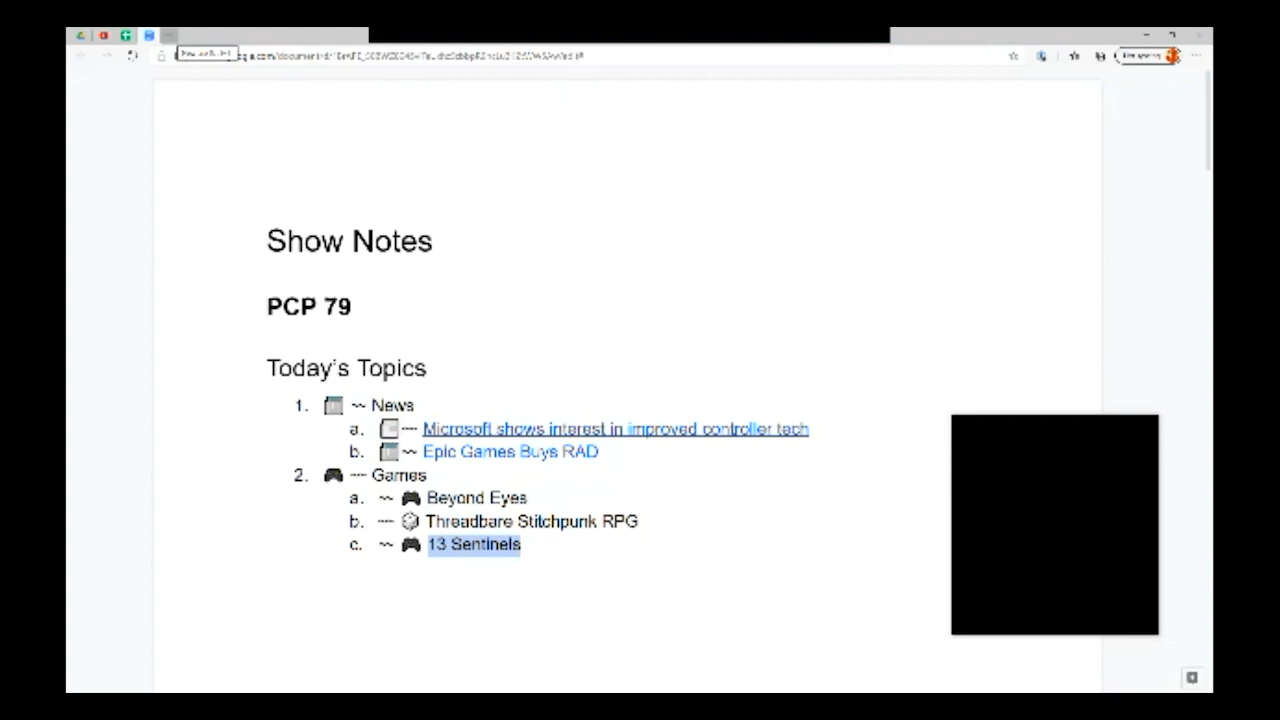 Show Notes
PCP 79
Today's Topics
1. ~~ News
a. ~~ Microsoft shows interest in improved controller tech
b. ~~ Epic Games Buys RAD
2. ~~ Games
a. ~~ Beyond Eyes
b. ~~ Threadbare Stitchpunk RPG
c. ~~ 13 Sentinels